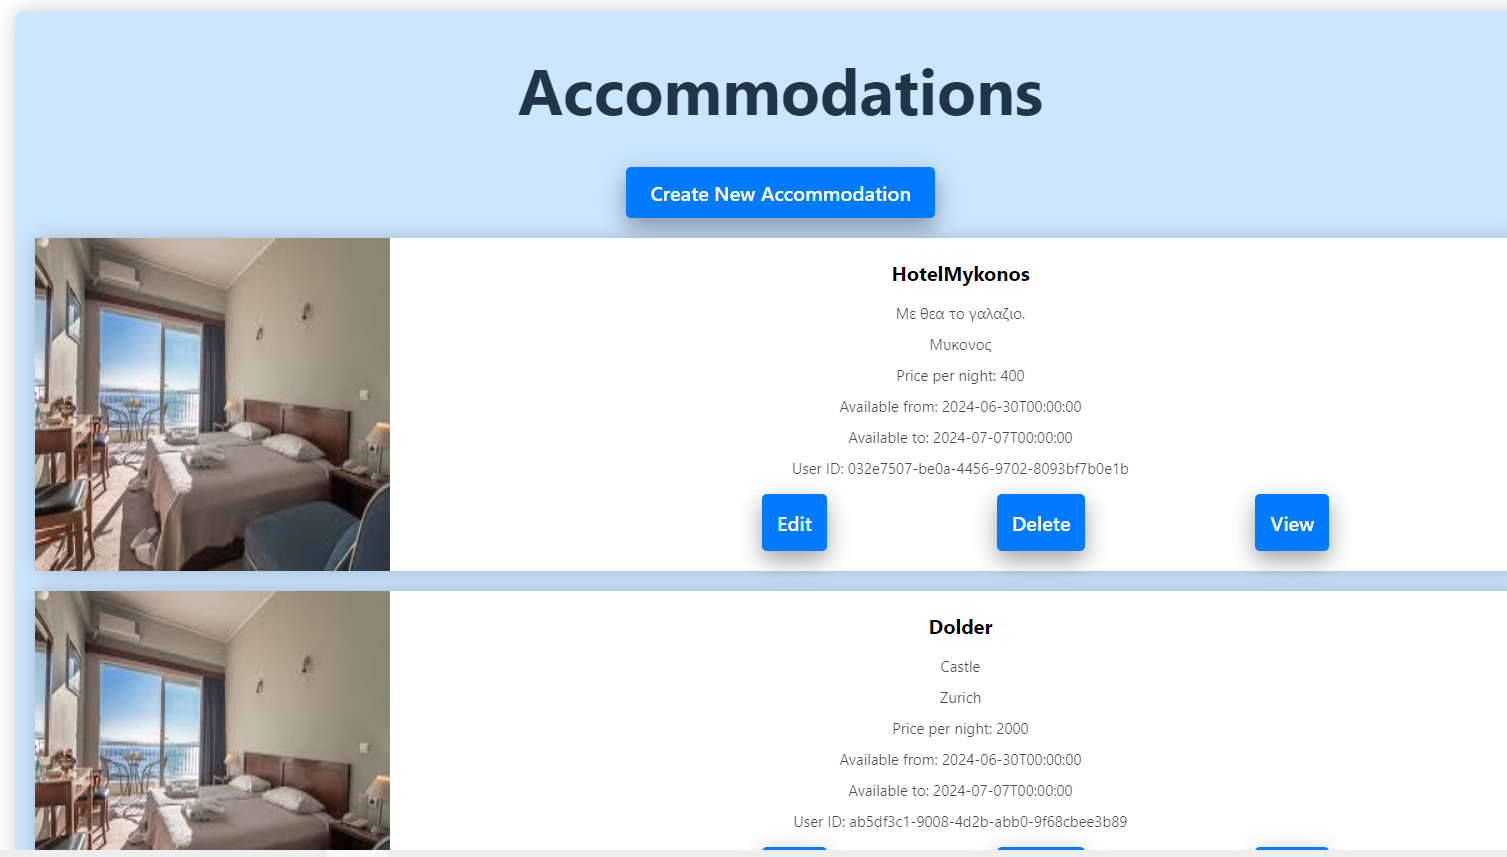 Accommodations
Create New Accommodation
HotelMykonos
Με θεα το γαλαζιο.
Μυκονος
Price per night: 400
Available from: 2024-06-30T00:00:00
Available to: 2024-07-07T00:00:00
User ID: 032e7507-be0a-4456-9702-8093bf7b0e1b
Edit
Delete
View
Dolder
Castle
Zurich
Price per night: 2000
Available from: 2024-06-30T00:00:00
Available to: 2024-07-07T00:00:00
User ID: ab5df3c1-9008-4d2b-abb0-9f68cbee3b89